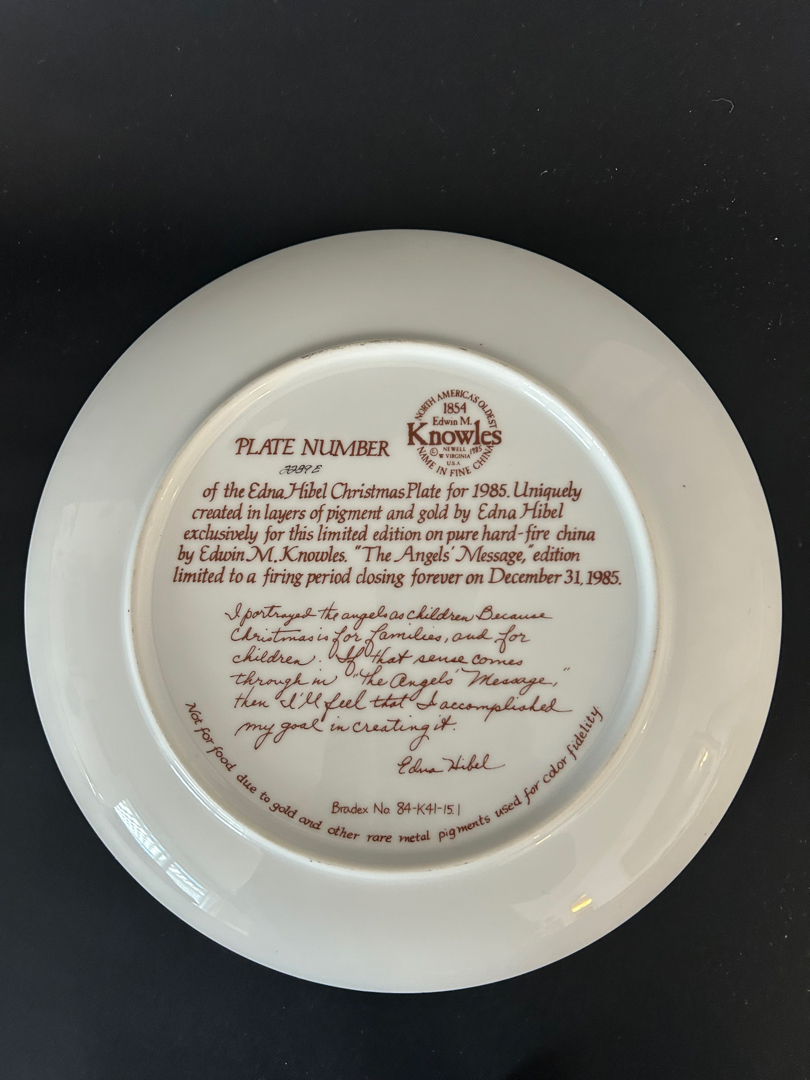 NORTH AMERICA'S OLDEST
1854
Edwin M.
Knowles
© NEWELL 1985
W. VIRGINIA
U.S.A.
NAME IN FINE CHINA
PLATE NUMBER
of the Edna Hibel Christmas Plate for 1985. Uniquely
created in layers of pigment and gold by Edna Hibel
exclusively for this limited edition on pure hard-fire china
by Edwin M. Knowles. "The Angels' Message," edition
limited to a firing period closing forever on December 31, 1985.
I portrayed the angels as children Because
Christmas is for families, and for
children. If that sense comes
through in "The Angels' Message,"
then I'll feel that I accomplished
my goal in creating it.
Edna Hibel
Bradex No. 84-K41-15.1
Not for food due to gold and other rare metal pigments used for color fidelity